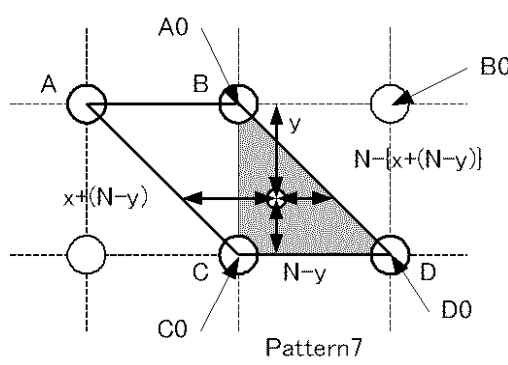 A0
A
B
B0
y
N-{x+(N-y)}
x+(N-y)
C
N-y
D
C0
D0
Pattern7